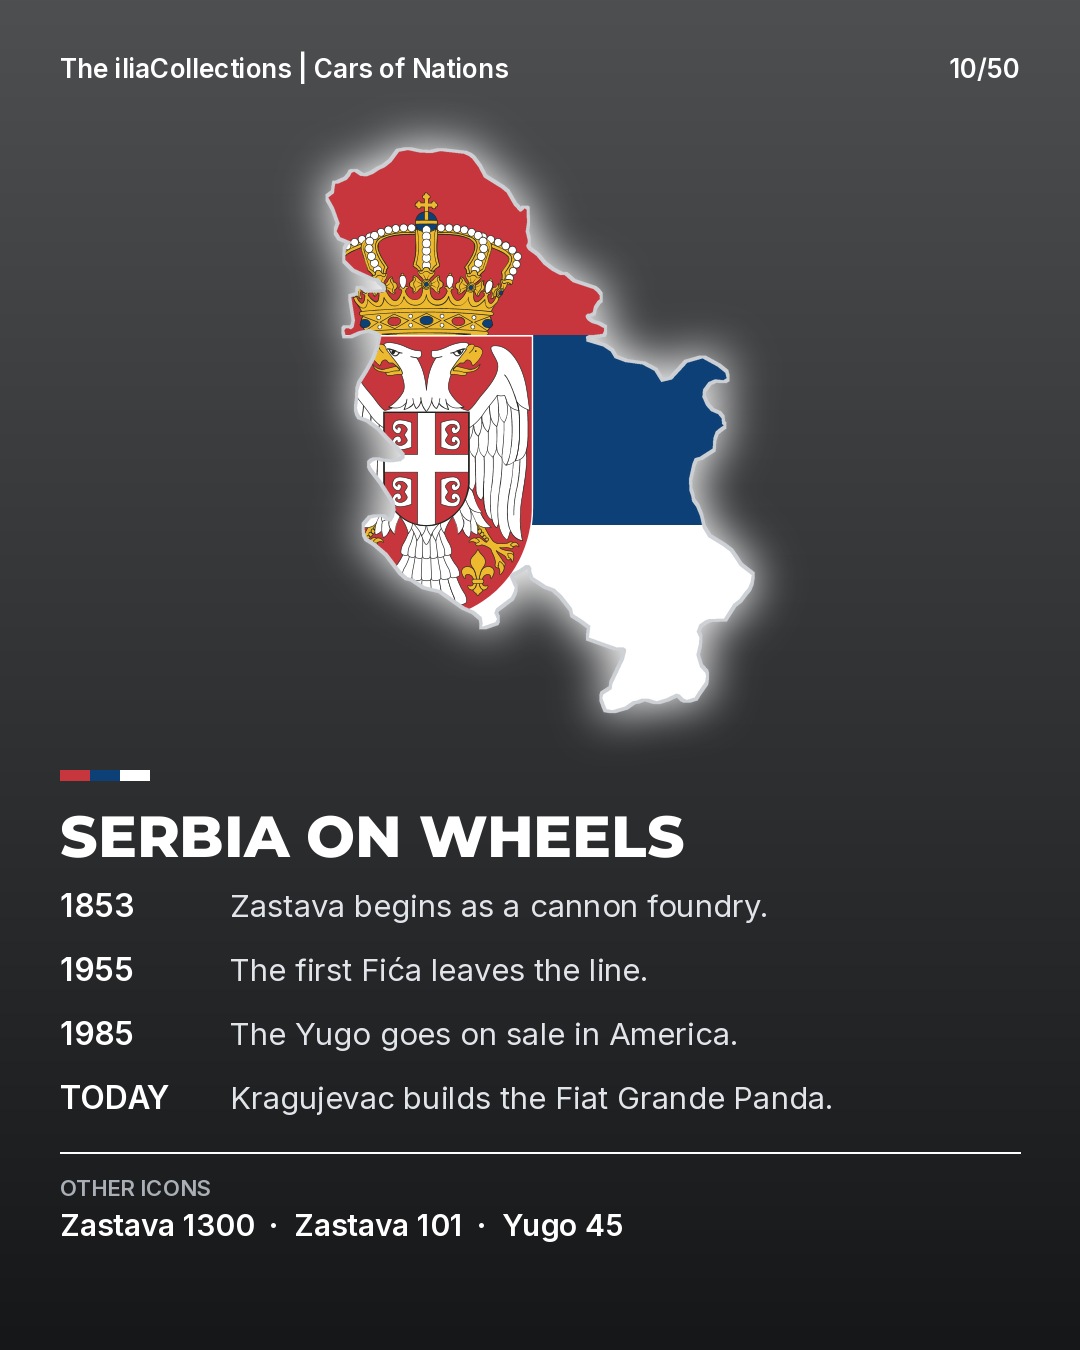 The iliaCollections | Cars of Nations
10/50
SERBIA ON WHEELS
1853 Zastava begins as a cannon foundry.
1955 The first Fića leaves the line.
1985 The Yugo goes on sale in America.
TODAY Kragujevac builds the Fiat Grande Panda.
OTHER ICONS
Zastava 1300 · Zastava 101 · Yugo 45